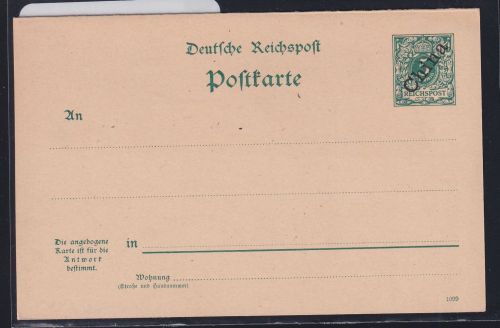 Deutsche Reichspost
Postkarte
China
REICHSPOST
An
Die angebogene
Karte ist für die
Antwort
bestimmt.
in
Wohnung
(Straße und Hausnummer)
1099